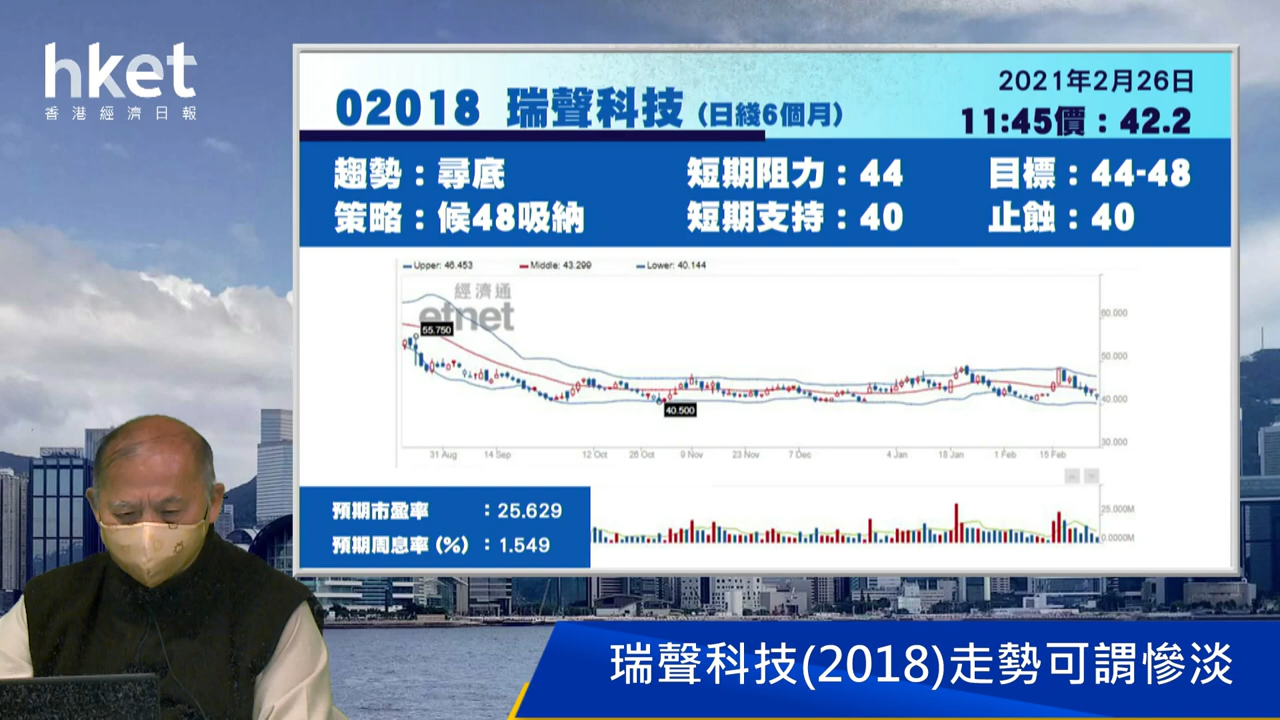 hket
香港經濟日報
2021年2月26日
02018 瑞聲科技 (日綫6個月)
11:45價：42.2
趨勢：尋底
短期阻力：44
目標：44-48
策略：候48吸納
短期支持：40
止蝕：40
Upper: 46.453
Middle: 43.299
Lower: 40.144
經濟通
etnet
55.750
40.500
60.000
50.000
40.000
30.000
31 Aug
14 Sep
12 Oct
26 Oct
9 Nov
23 Nov
7 Dec
4 Jan
18 Jan
1 Feb
15 Feb
25.000M
0.0000M
預期市盈率 ：25.629
預期周息率 (%) ：1.549
瑞聲科技(2018)走勢可謂慘淡